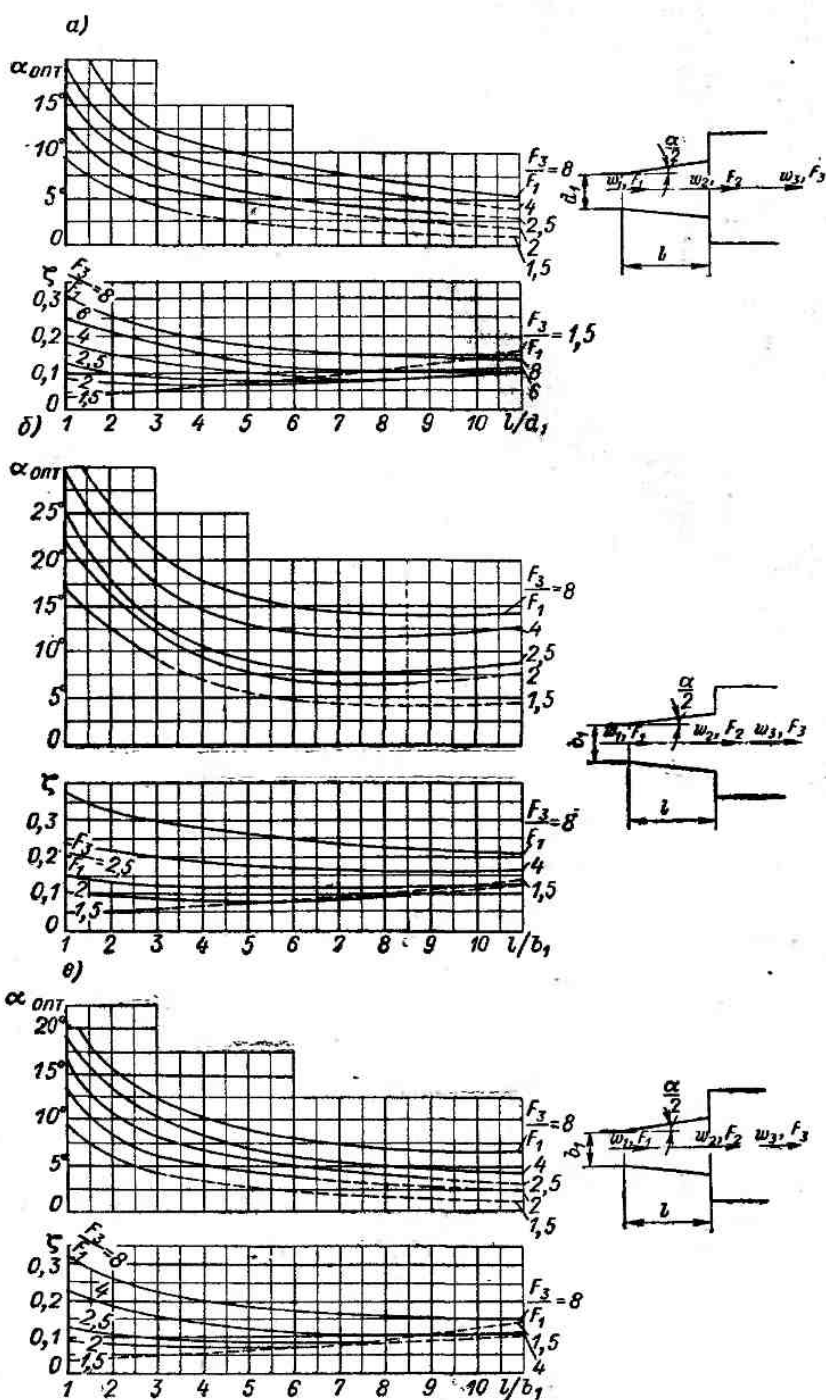 а)
α опт
15°
10°
5°
0
F₃/F₁=8
4
2,5
2
1,5
α/2
w₁, F₁
w₂, F₂
w₃, F₃
d₁
l
ζ
0,3
0,2
0,1
0
F₃/F₁=8
6
4
2,5
2
1,5
F₃/F₁=1,5
8
6
1 2 3 4 5 6 7 8 9 10 l/d₁
б)
α опт
25°
20°
15°
10°
5°
0
F₃/F₁=8
4
2,5
2
1,5
α/2
w₁, F₁
w₂, F₂
w₃, F₃
b₁
l
ζ
0,3
0,2
0,1
0
F₃/F₁=2,5
2
1,5
F₃/F₁=8
4
1,5
1 2 3 4 5 6 7 8 9 10 l/b₁
в)
α опт
20°
15°
10°
5°
0
F₃/F₁=8
4
2,5
2
1,5
α/2
w₁, F₁
w₂, F₂
w₃, F₃
b₁
l
ζ
0,3
0,2
0,1
0
F₃/F₁=8
4
2,5
2
1,5
F₃/F₁=8
1,5
4
1 2 3 4 5 6 7 8 9 10 l/b₁